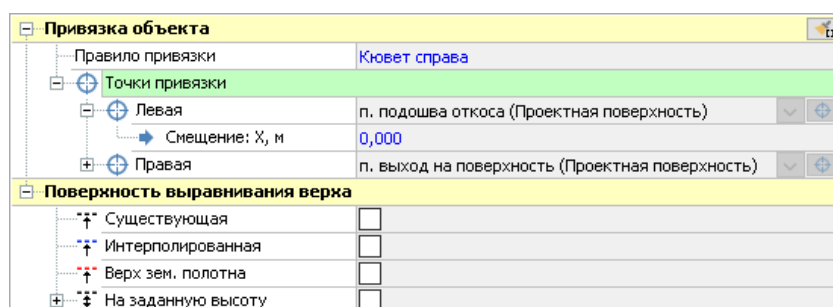 Привязка объекта
Правило привязки Кювет справа
Точки привязки
Левая п. подошва откоса (Проектная поверхность)
Смещение: X, м 0,000
Правая п. выход на поверхность (Проектная поверхность)
Поверхность выравнивания верха
Существующая
Интерполированная
Верх зем. полотна
На заданную высоту